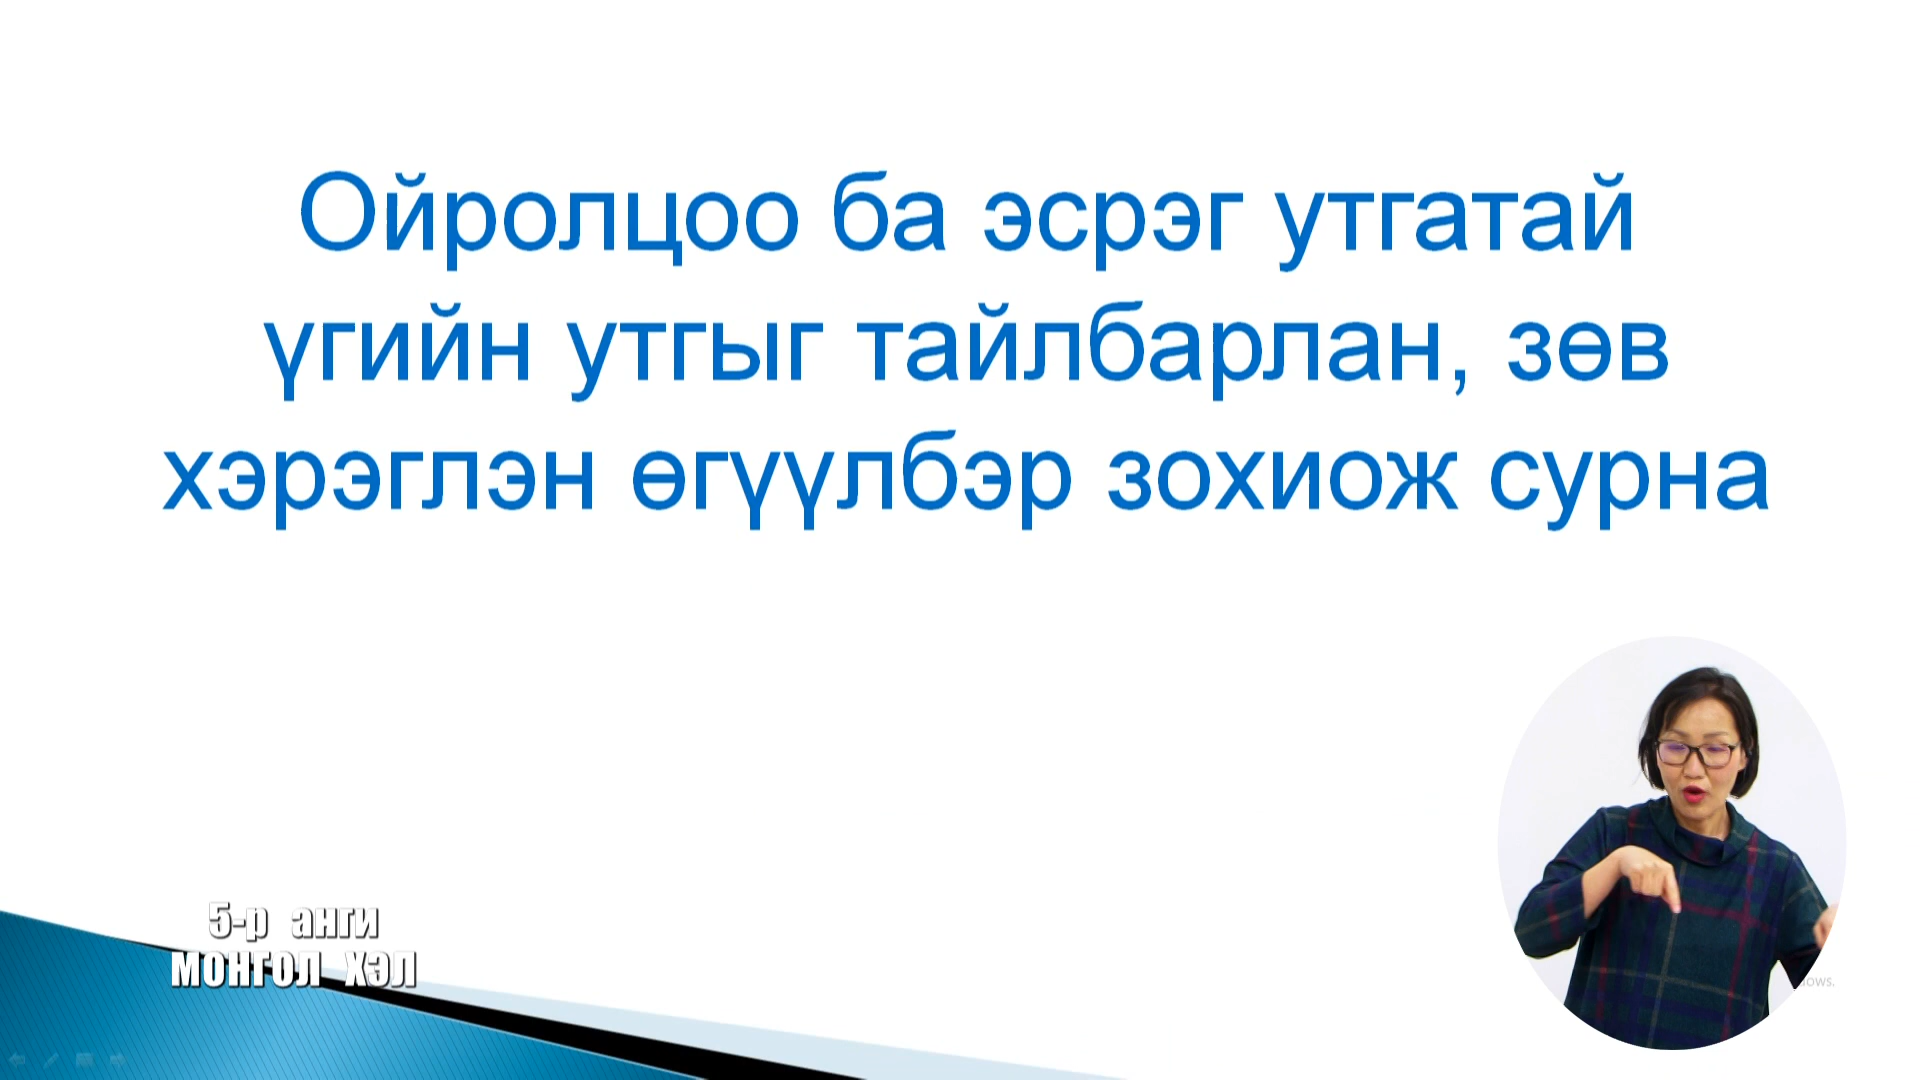 Ойролцоо ба эсрэг утгатай
үгийн утгыг тайлбарлан, зөв
хэрэглэн өгүүлбэр зохиож сурна
5-р анги
МОНГОЛ ХЭЛ